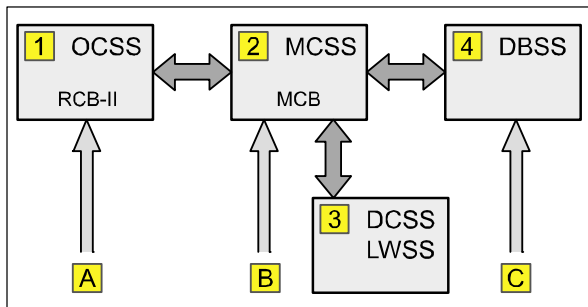 1 OCSS
RCB-II
2 MCSS
MCB
4 DBSS
3 DCSS
LWSS
A
B
C